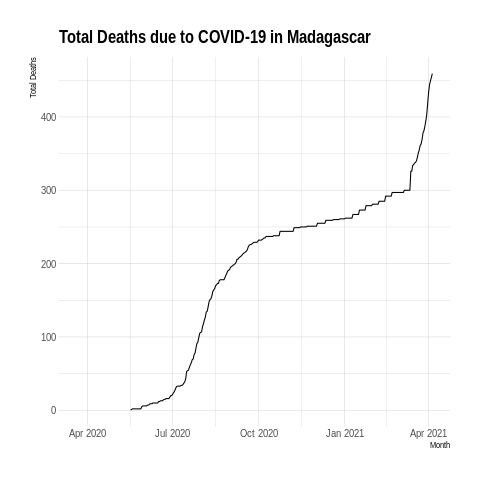 Total Deaths due to COVID-19 in Madagascar
Total Deaths
400
300
200
100
0
Apr 2020 Jul 2020 Oct 2020 Jan 2021 Apr 2021
Month